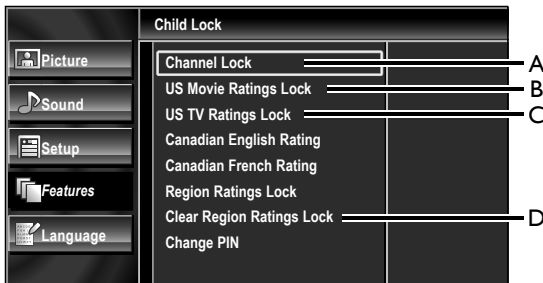 Child Lock
Picture
Sound
Setup
Features
Language
Channel Lock
US Movie Ratings Lock
US TV Ratings Lock
Canadian English Rating
Canadian French Rating
Region Ratings Lock
Clear Region Ratings Lock
Change PIN
A
B
C
D